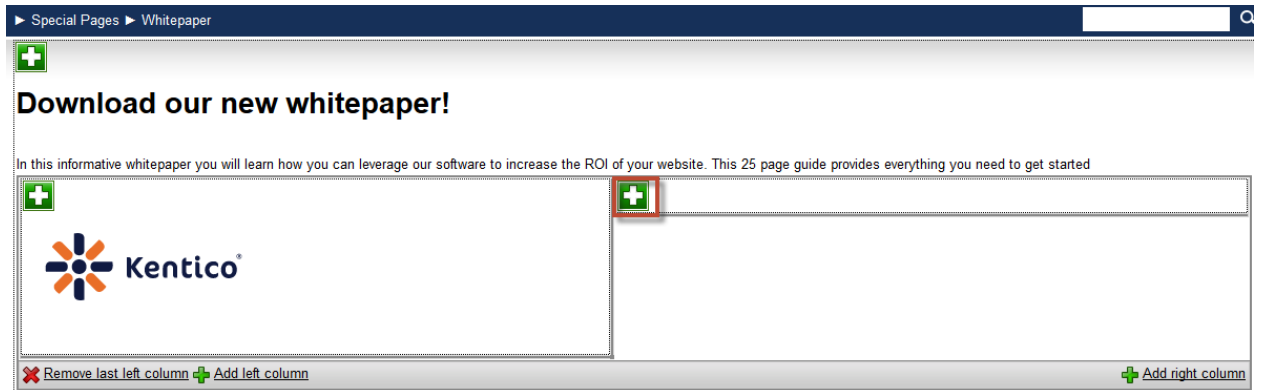 ► Special Pages ► Whitepaper
Download our new whitepaper!
In this informative whitepaper you will learn how you can leverage our software to increase the ROI of your website. This 25 page guide provides everything you need to get started
Kentico®
Remove last left column Add left column Add right column